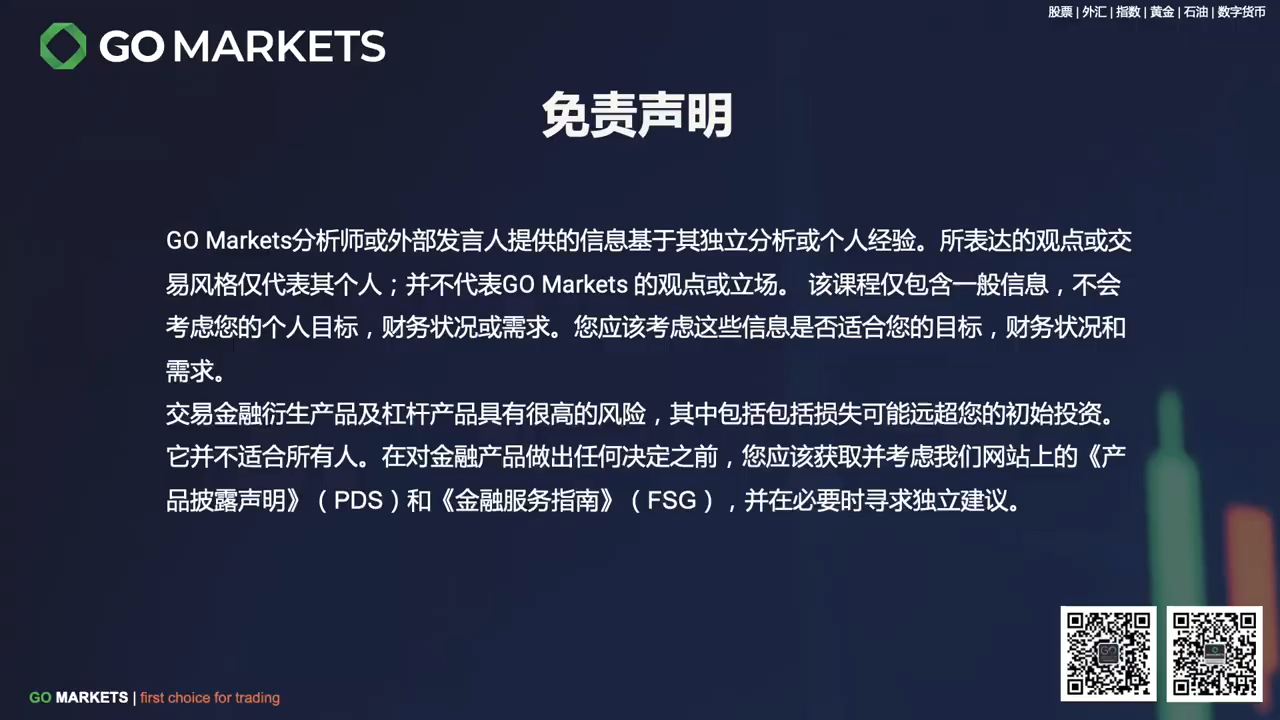 股票 | 外汇 | 指数 | 黄金 | 石油 | 数字货币
GO MARKETS
免责声明
GO Markets分析师或外部发言人提供的信息基于其独立分析或个人经验。所表达的观点或交
易风格仅代表其个人；并不代表GO Markets 的观点或立场。 该课程仅包含一般信息，不会
考虑您的个人目标，财务状况或需求。您应该考虑这些信息是否适合您的目标，财务状况和
需求。
交易金融衍生产品及杠杆产品具有很高的风险，其中包括包括损失可能远超您的初始投资。
它并不适合所有人。在对金融产品做出任何决定之前，您应该获取并考虑我们网站上的《产
品披露声明》（PDS）和《金融服务指南》（FSG），并在必要时寻求独立建议。
GO MARKETS | first choice for trading